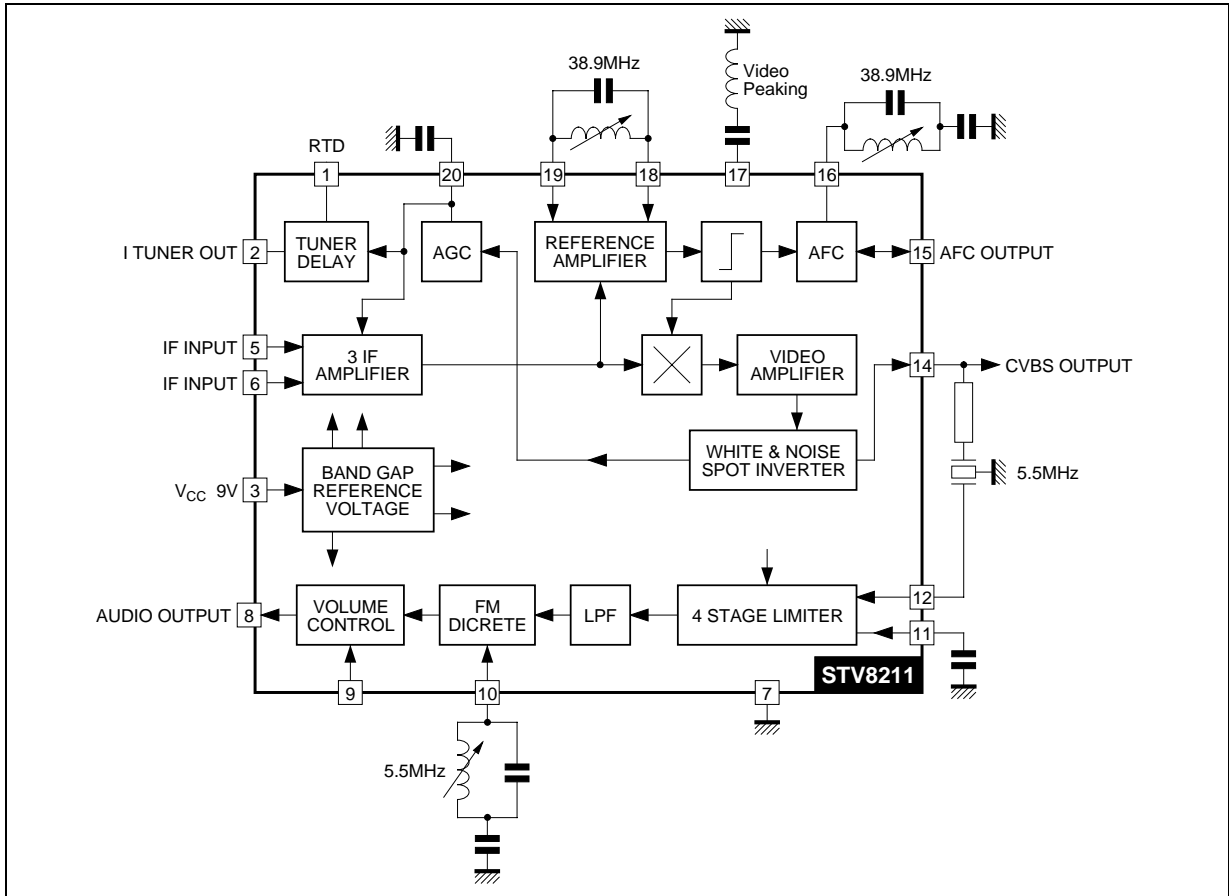 38.9MHz
Video
Peaking
38.9MHz
RTD
1
20
19
18
17
16
I TUNER OUT
2
TUNER
DELAY
AGC
REFERENCE
AMPLIFIER
AFC
15
AFC OUTPUT
IF INPUT
5
IF INPUT
6
3 IF
AMPLIFIER
VIDEO
AMPLIFIER
14
CVBS OUTPUT
WHITE & NOISE
SPOT INVERTER
5.5MHz
VCC 9V
3
BAND GAP
REFERENCE
VOLTAGE
AUDIO OUTPUT
8
VOLUME
CONTROL
FM
DICRETE
LPF
4 STAGE LIMITER
12
11
STV8211
9
10
7
5.5MHz